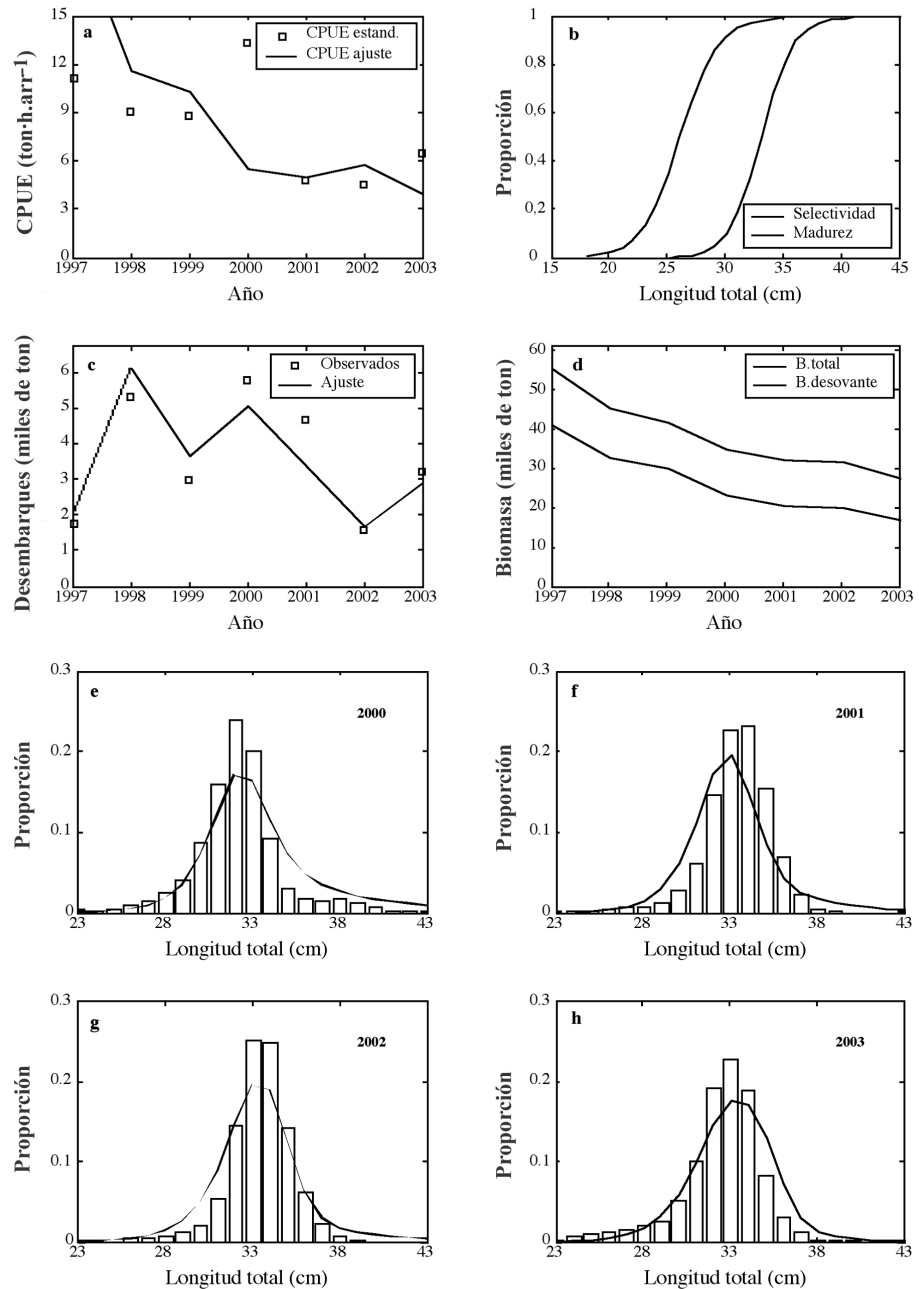 a
CPUE estand.
CPUE ajuste
CPUE (ton·h.arr⁻¹)
15
12
9
6
3
0
1997 1998 1999 2000 2001 2002 2003
Año
b
Selectividad
Madurez
Proporción
1
0,8
0,6
0,4
0,2
0
15 20 25 30 35 40 45
Longitud total (cm)
c
Observados
Ajuste
Desembarques (miles de ton)
6
5
4
3
2
1
0
1997 1998 1999 2000 2001 2002 2003
Año
d
B.total
B.desovante
Biomasa (miles de ton)
60
50
40
30
20
10
0
1997 1998 1999 2000 2001 2002 2003
Año
e
2000
Proporción
0.3
0.2
0.1
0
23 28 33 38 43
Longitud total (cm)
f
2001
Proporción
0.3
0.2
0.1
0
23 28 33 38 43
Longitud total (cm)
g
2002
Proporción
0.3
0.2
0.1
0
23 28 33 38 43
Longitud total (cm)
h
2003
Proporción
0.3
0.2
0.1
0
23 28 33 38 43
Longitud total (cm)